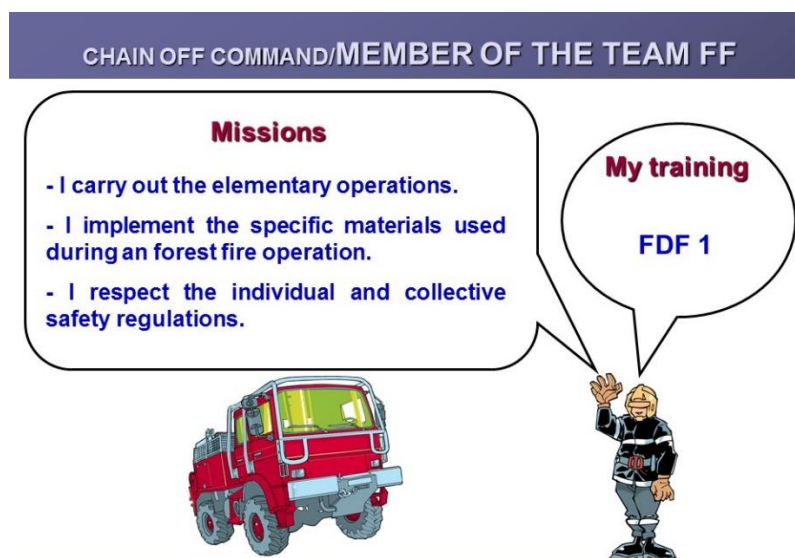 CHAIN OFF COMMAND/MEMBER OF THE TEAM FF
Missions
- I carry out the elementary operations.
- I implement the specific materials used
during an forest fire operation.
- I respect the individual and collective
safety regulations.
My training
FDF 1